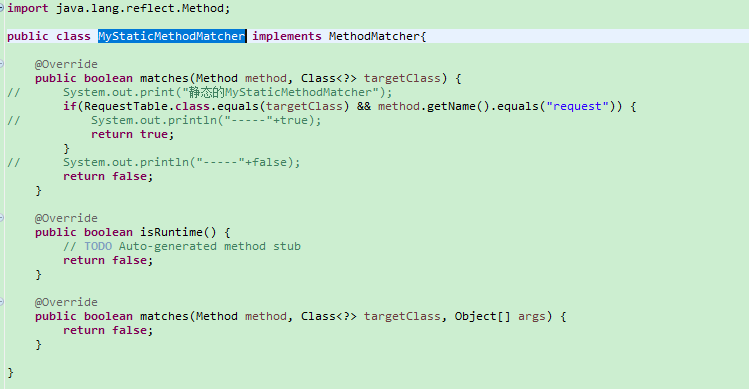 import java.lang.reflect.Method;
public class MyStaticMethodMatcher implements MethodMatcher{
@Override
public boolean matches(Method method, Class<?> targetClass) {
// System.out.print("静态的MyStaticMethodMatcher");
if(RequestTable.class.equals(targetClass) && method.getName().equals("request")) {
// System.out.println("-----"+true);
return true;
}
// System.out.println("-----"+false);
return false;
}
@Override
public boolean isRuntime() {
// TODO Auto-generated method stub
return false;
}
@Override
public boolean matches(Method method, Class<?> targetClass, Object[] args) {
return false;
}
}